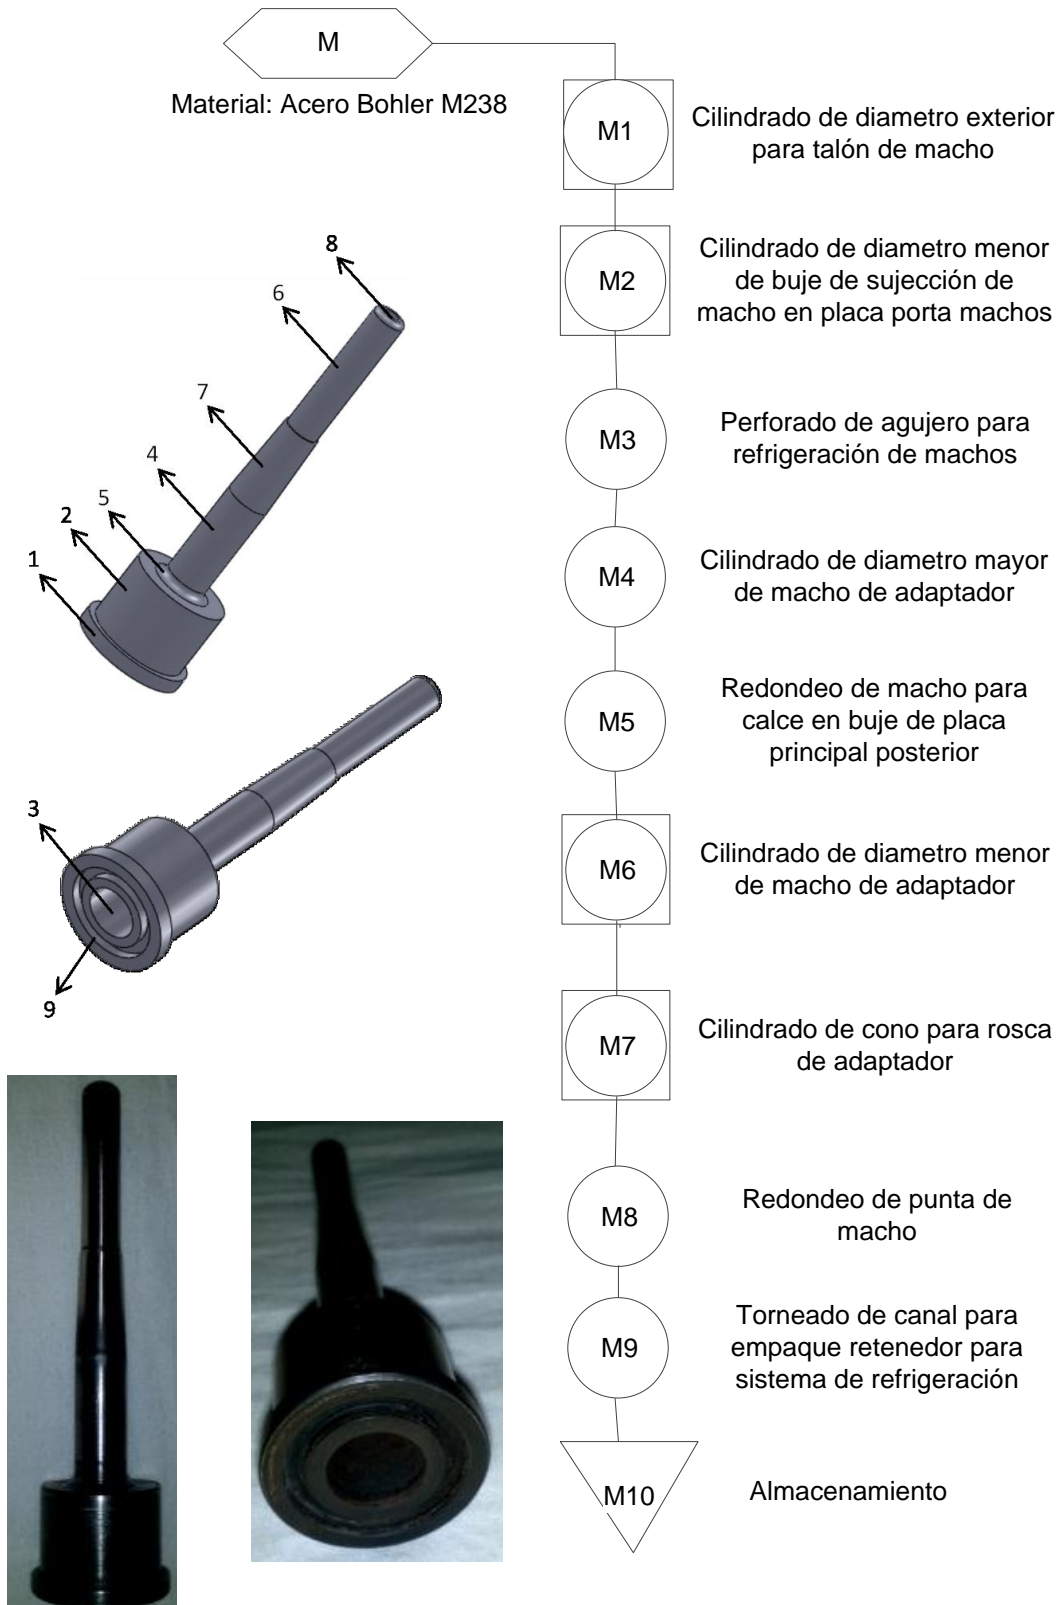 M
Material: Acero Bohler M238
M1
Cilindrado de diametro exterior
para talón de macho
M2
Cilindrado de diametro menor
de buje de sujección de
macho en placa porta machos
M3
Perforado de agujero para
refrigeración de machos
M4
Cilindrado de diametro mayor
de macho de adaptador
M5
Redondeo de macho para
calce en buje de placa
principal posterior
M6
Cilindrado de diametro menor
de macho de adaptador
M7
Cilindrado de cono para rosca
de adaptador
M8
Redondeo de punta de
macho
M9
Torneado de canal para
empaque retenedor para
sistema de refrigeración
M10
Almacenamiento
8
6
7
4
5
2
1
3
9